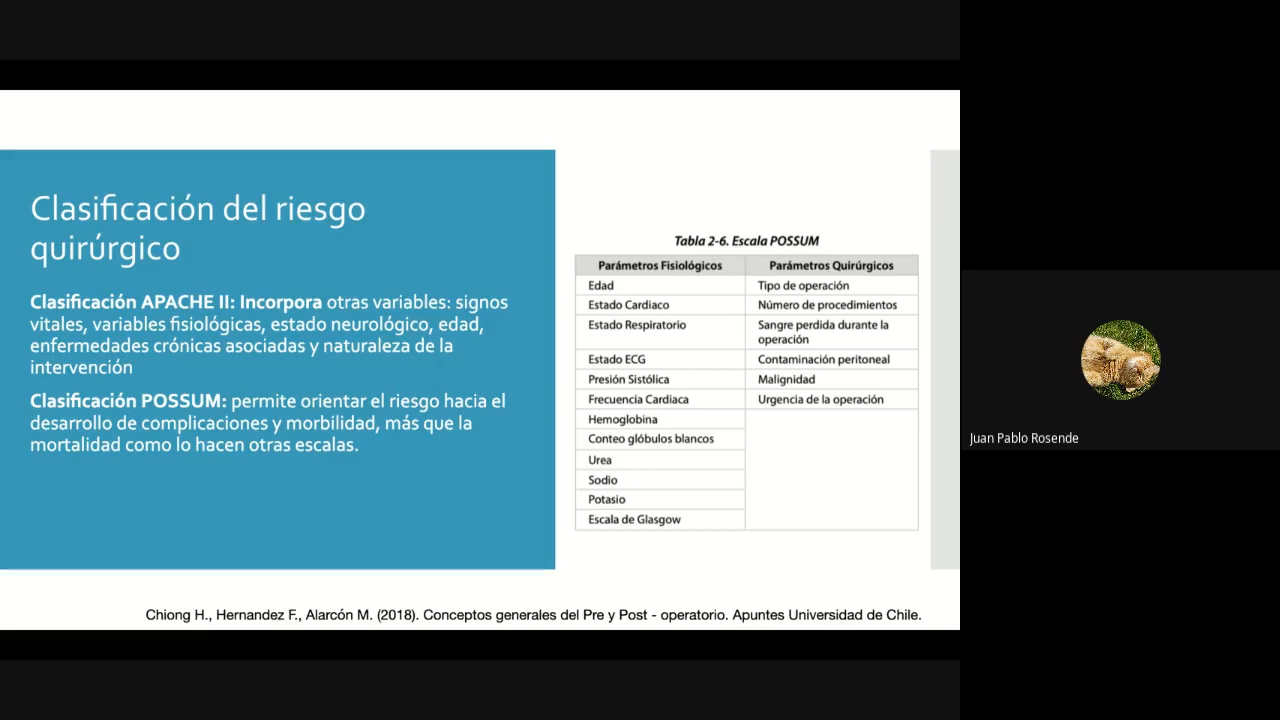 Clasificación del riesgo
quirúrgico
Clasificación APACHE II: Incorpora otras variables: signos
vitales, variables fisiológicas, estado neurológico, edad,
enfermedades crónicas asociadas y naturaleza de la
intervención
Clasificación POSSUM: permite orientar el riesgo hacia el
desarrollo de complicaciones y morbilidad, más que la
mortalidad como lo hacen otras escalas.
Tabla 2-6. Escala POSSUM
Parámetros Fisiológicos Parámetros Quirúrgicos
Edad Tipo de operación
Estado Cardiaco Número de procedimientos
Estado Respiratorio Sangre perdida durante la
operación
Estado ECG Contaminación peritoneal
Presión Sistólica Malignidad
Frecuencia Cardiaca Urgencia de la operación
Hemoglobina
Conteo glóbulos blancos
Urea
Sodio
Potasio
Escala de Glasgow
Chiong H., Hernandez F., Alarcón M. (2018). Conceptos generales del Pre y Post - operatorio. Apuntes Universidad de Chile.
Juan Pablo Rosende